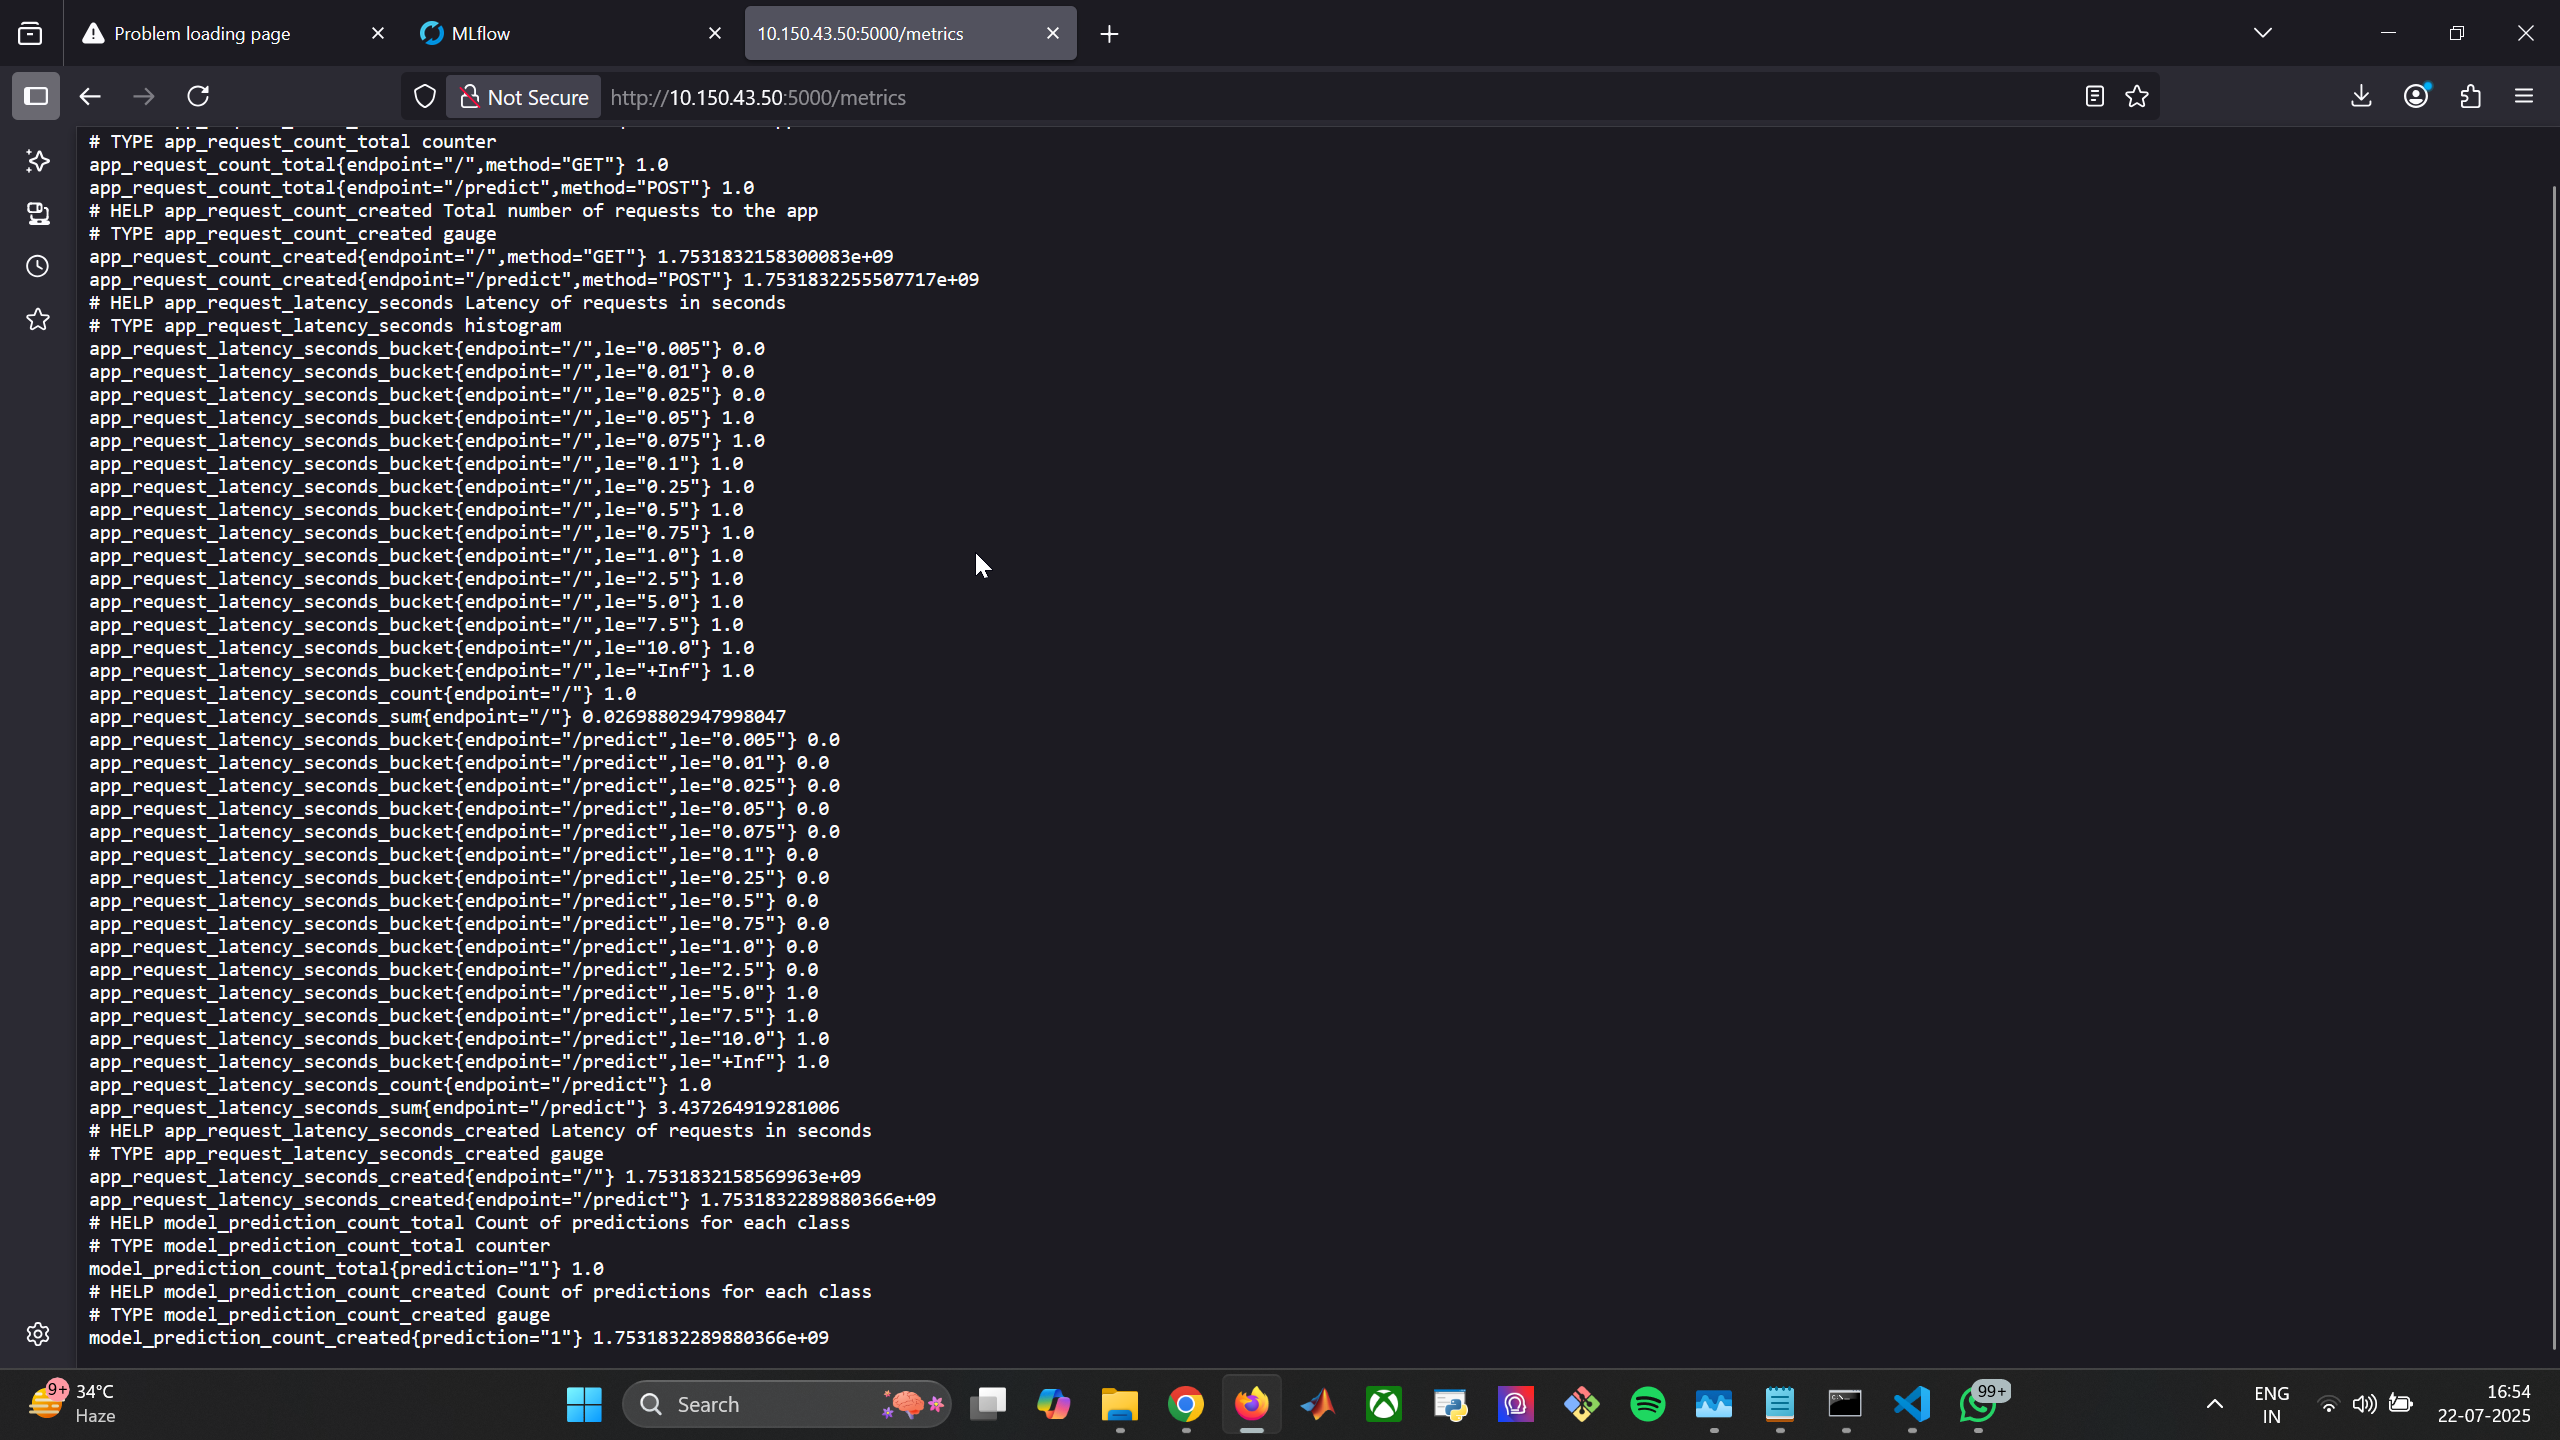 Problem loading page
MLflow
10.150.43.50:5000/metrics
Not Secure
http://10.150.43.50:5000/metrics
# TYPE app_request_count_total counter
app_request_count_total{endpoint="/",method="GET"} 1.0
app_request_count_total{endpoint="/predict",method="POST"} 1.0
# HELP app_request_count_created Total number of requests to the app
# TYPE app_request_count_created gauge
app_request_count_created{endpoint="/",method="GET"} 1.7531832158300083e+09
app_request_count_created{endpoint="/predict",method="POST"} 1.7531832255507717e+09
# HELP app_request_latency_seconds Latency of requests in seconds
# TYPE app_request_latency_seconds histogram
app_request_latency_seconds_bucket{endpoint="/",le="0.005"} 0.0
app_request_latency_seconds_bucket{endpoint="/",le="0.01"} 0.0
app_request_latency_seconds_bucket{endpoint="/",le="0.025"} 0.0
app_request_latency_seconds_bucket{endpoint="/",le="0.05"} 1.0
app_request_latency_seconds_bucket{endpoint="/",le="0.075"} 1.0
app_request_latency_seconds_bucket{endpoint="/",le="0.1"} 1.0
app_request_latency_seconds_bucket{endpoint="/",le="0.25"} 1.0
app_request_latency_seconds_bucket{endpoint="/",le="0.5"} 1.0
app_request_latency_seconds_bucket{endpoint="/",le="0.75"} 1.0
app_request_latency_seconds_bucket{endpoint="/",le="1.0"} 1.0
app_request_latency_seconds_bucket{endpoint="/",le="2.5"} 1.0
app_request_latency_seconds_bucket{endpoint="/",le="5.0"} 1.0
app_request_latency_seconds_bucket{endpoint="/",le="7.5"} 1.0
app_request_latency_seconds_bucket{endpoint="/",le="10.0"} 1.0
app_request_latency_seconds_bucket{endpoint="/",le="+Inf"} 1.0
app_request_latency_seconds_count{endpoint="/"} 1.0
app_request_latency_seconds_sum{endpoint="/"} 0.02698802947998047
app_request_latency_seconds_bucket{endpoint="/predict",le="0.005"} 0.0
app_request_latency_seconds_bucket{endpoint="/predict",le="0.01"} 0.0
app_request_latency_seconds_bucket{endpoint="/predict",le="0.025"} 0.0
app_request_latency_seconds_bucket{endpoint="/predict",le="0.05"} 0.0
app_request_latency_seconds_bucket{endpoint="/predict",le="0.075"} 0.0
app_request_latency_seconds_bucket{endpoint="/predict",le="0.1"} 0.0
app_request_latency_seconds_bucket{endpoint="/predict",le="0.25"} 0.0
app_request_latency_seconds_bucket{endpoint="/predict",le="0.5"} 0.0
app_request_latency_seconds_bucket{endpoint="/predict",le="0.75"} 0.0
app_request_latency_seconds_bucket{endpoint="/predict",le="1.0"} 0.0
app_request_latency_seconds_bucket{endpoint="/predict",le="2.5"} 0.0
app_request_latency_seconds_bucket{endpoint="/predict",le="5.0"} 1.0
app_request_latency_seconds_bucket{endpoint="/predict",le="7.5"} 1.0
app_request_latency_seconds_bucket{endpoint="/predict",le="10.0"} 1.0
app_request_latency_seconds_bucket{endpoint="/predict",le="+Inf"} 1.0
app_request_latency_seconds_count{endpoint="/predict"} 1.0
app_request_latency_seconds_sum{endpoint="/predict"} 3.437264919281006
# HELP app_request_latency_seconds_created Latency of requests in seconds
# TYPE app_request_latency_seconds_created gauge
app_request_latency_seconds_created{endpoint="/"} 1.7531832158569963e+09
app_request_latency_seconds_created{endpoint="/predict"} 1.7531832289880366e+09
# HELP model_prediction_count_total Count of predictions for each class
# TYPE model_prediction_count_total counter
model_prediction_count_total{prediction="1"} 1.0
# HELP model_prediction_count_created Count of predictions for each class
# TYPE model_prediction_count_created gauge
model_prediction_count_created{prediction="1"} 1.7531832289880366e+09
9+
34°C
Haze
Search
99+
ENG
IN
16:54
22-07-2025